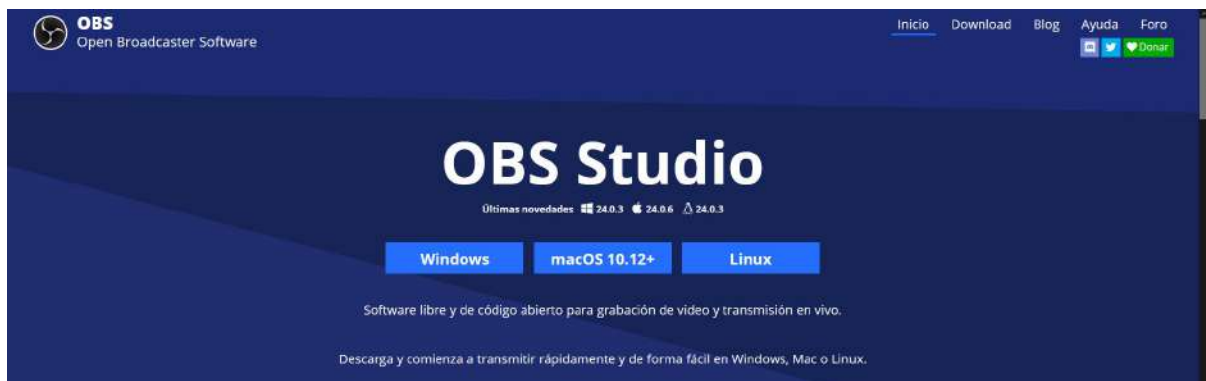 OBS
Open Broadcaster Software
Inicio Download Blog Ayuda Foro
Donar
OBS Studio
Últimas novedades 24.0.3 24.0.6 24.0.3
Windows macOS 10.12+ Linux
Software libre y de código abierto para grabación de vídeo y transmisión en vivo.
Descarga y comienza a transmitir rápidamente y de forma fácil en Windows, Mac o Linux.